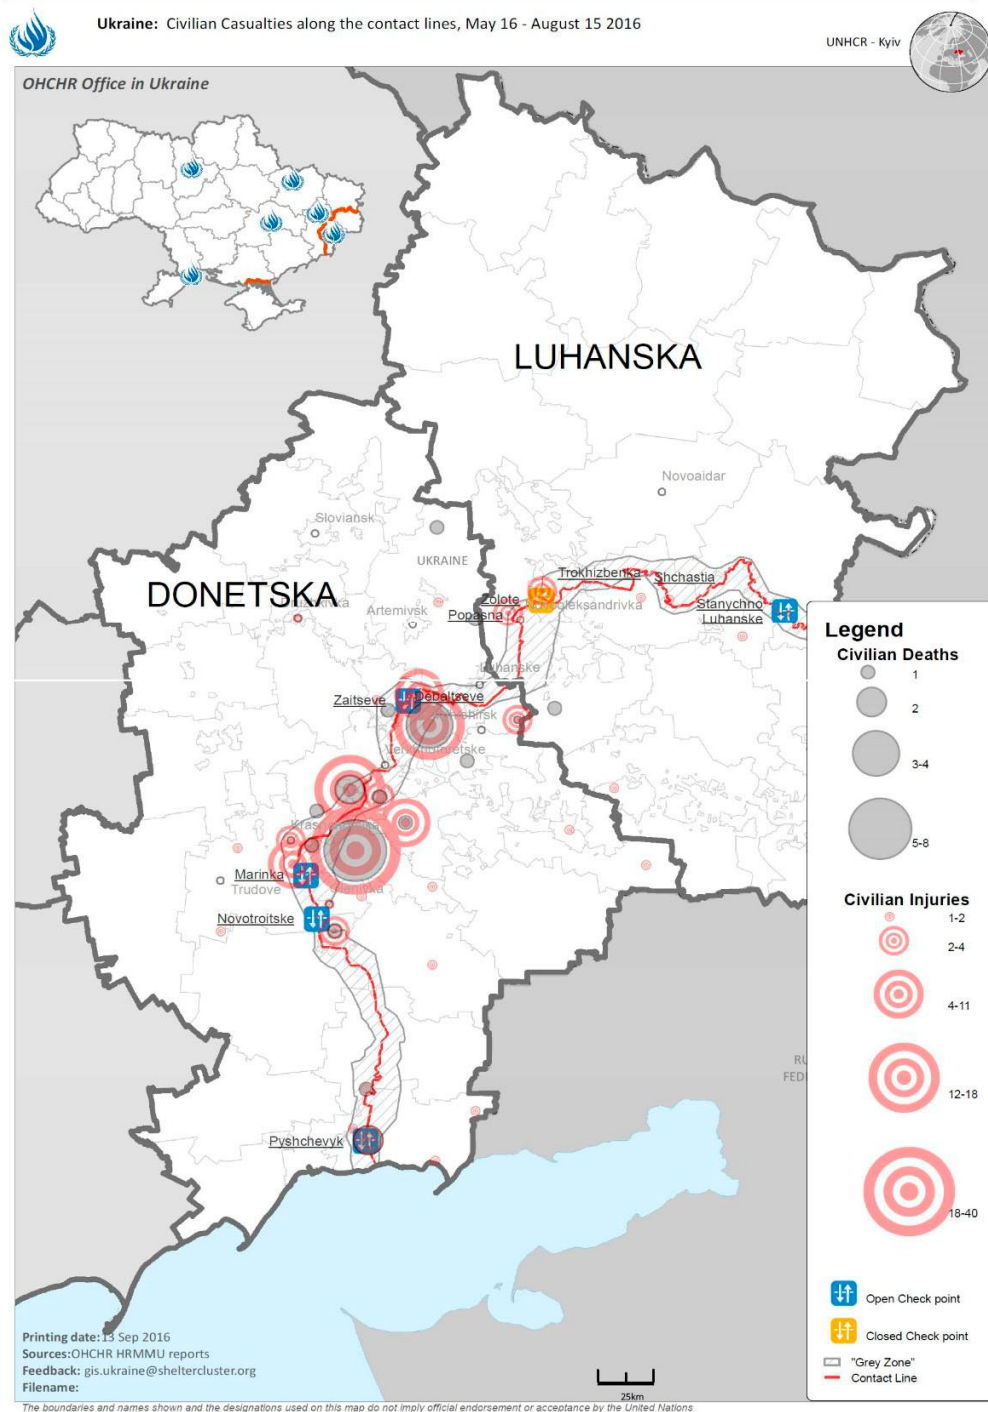 Ukraine: Civilian Casualties along the contact lines, May 16 - August 15 2016
UNHCR - Kyiv
OHCHR Office in Ukraine
LUHANSKA
Novoaidar
Sloviansk
UKRAINE
DONETSKA
Artemivsk
Trokhizbenka
Shchastia
Zolote
Popasna
Stanychno
Luhanske
Luhanske
Zaitseve
Debaltseve
Marinka
Trudove
Olenivka
Novotroitske
Pyshchevyk
RU
FEDE
Legend
Civilian Deaths
1
2
3-4
5-8
Civilian Injuries
1-2
2-4
4-11
12-18
18-40
Open Check point
Closed Check point
"Grey Zone"
Contact Line
Printing date:13 Sep 2016
Sources:OHCHR HRMMU reports
Feedback: gis.ukraine@sheltercluster.org
Filename:
25km
The boundaries and names shown and the designations used on this map do not imply official endorsement or acceptance by the United Nations